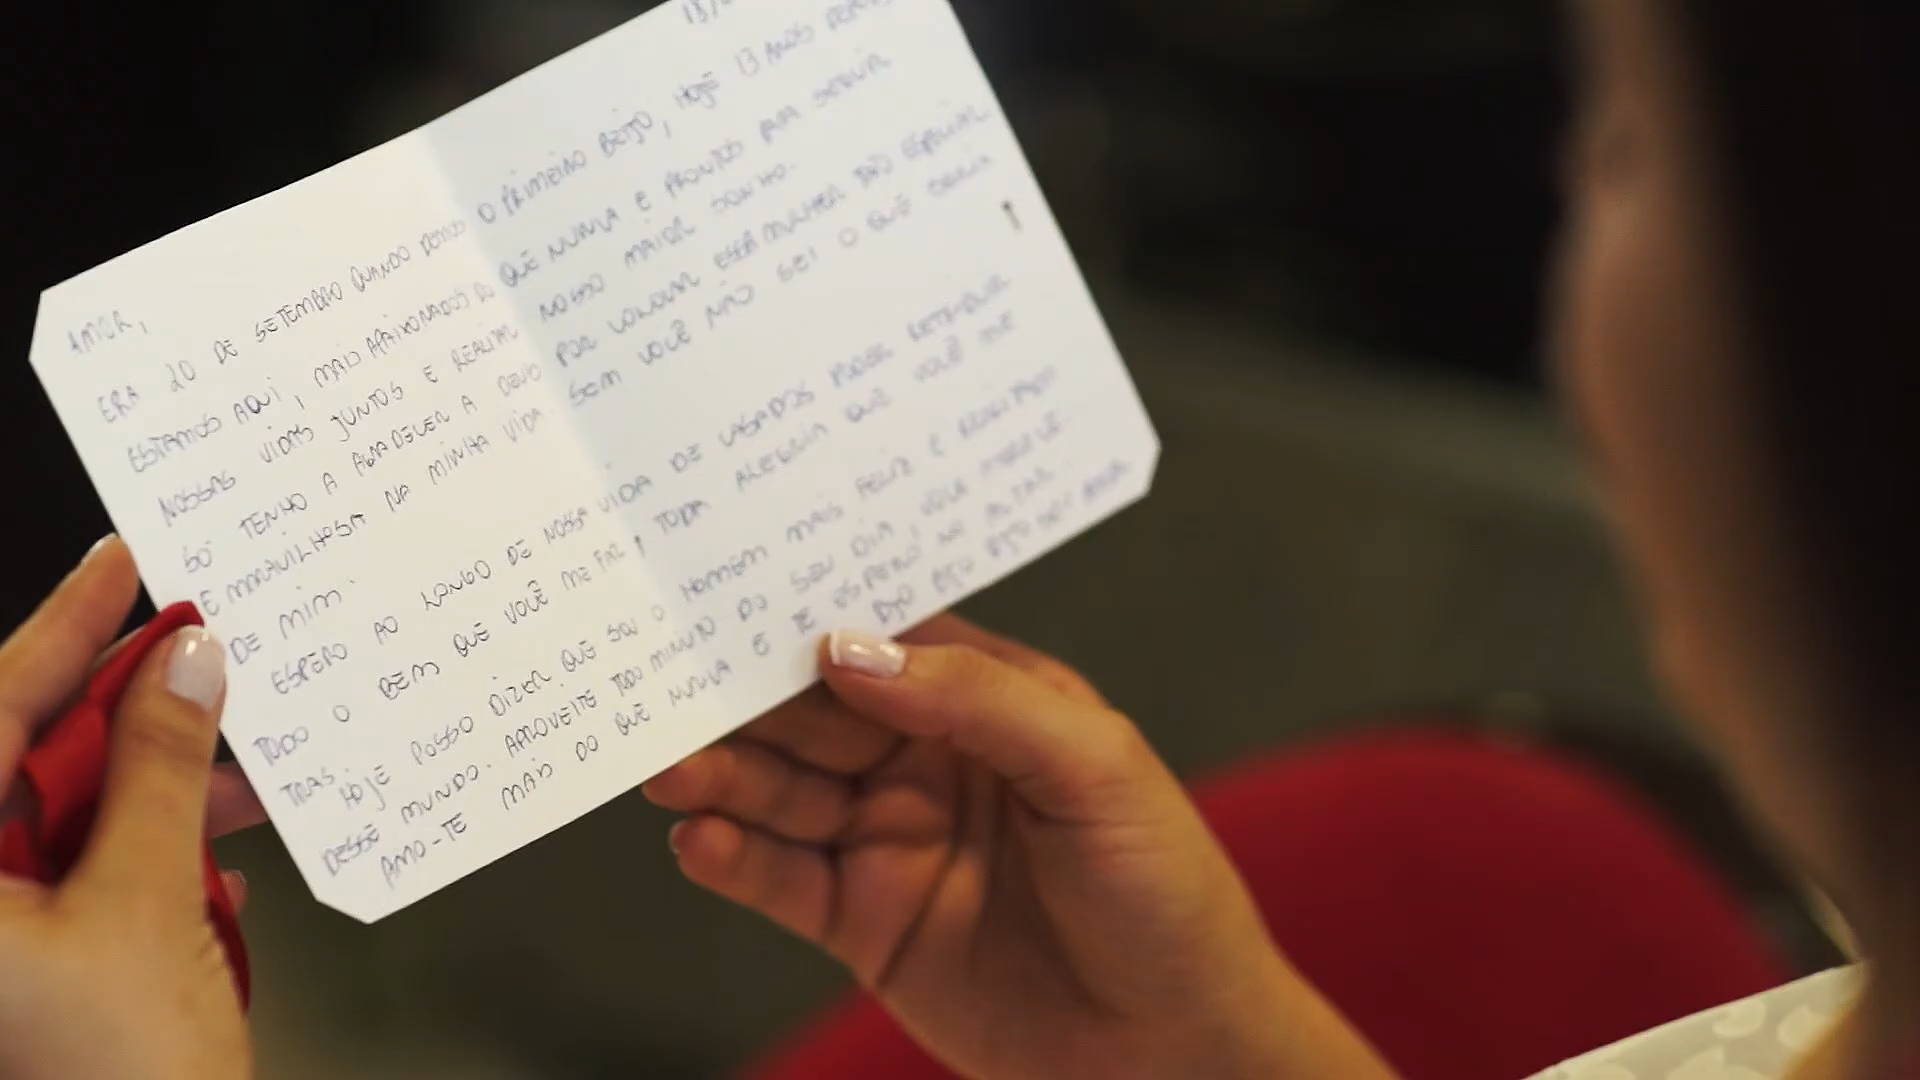 13/
AMOR,
ERA 20 DE SETEMBRO QUANDO DEMOS O PRIMEIRO BEIJO, HOJE 13 ANOS DEPOIS
ESTAMOS AQUI, MAIS APAIXONADOS DO QUE NUNCA E PRONTOS PARA SEGUIR
NOSSAS VIDAS JUNTOS E REALIZAR NOSSO MAIOR SONHO.
SÓ TENHO A AGRADECER A DEUS POR COLOCAR ESSA MULHER TÃO ESPECIAL
E MARAVILHOSA NA MINHA VIDA. SEM VOCÊ NÃO SEI O QUE SERIA
DE MIM.
ESPERO AO LONGO DE NOSSA VIDA DE CASADOS PODER RETRIBUIR
TODO O BEM QUE VOCÊ ME FAZ, TODA ALEGRIA QUE VOCÊ ME
TRAS.
HOJE POSSO DIZER QUE SOU O HOMEM MAIS FELIZ E REALIZADO
DESSE MUNDO. APROVEITE TODO MINUTO DO SEU DIA, VOCÊ MERECE.
AMO-TE MAIS DO QUE NUNCA E TE ESPERO NO ALTAR.